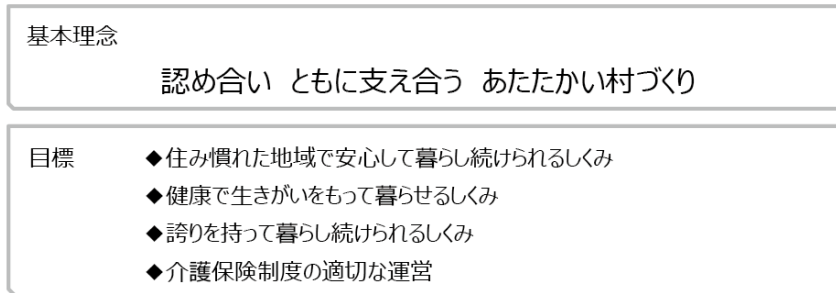 基本理念
認め合い ともに支え合う あたたかい村づくり
目標 ◆住み慣れた地域で安心して暮らし続けられるしくみ
◆健康で生きがいをもって暮らせるしくみ
◆誇りを持って暮らし続けられるしくみ
◆介護保険制度の適切な運営